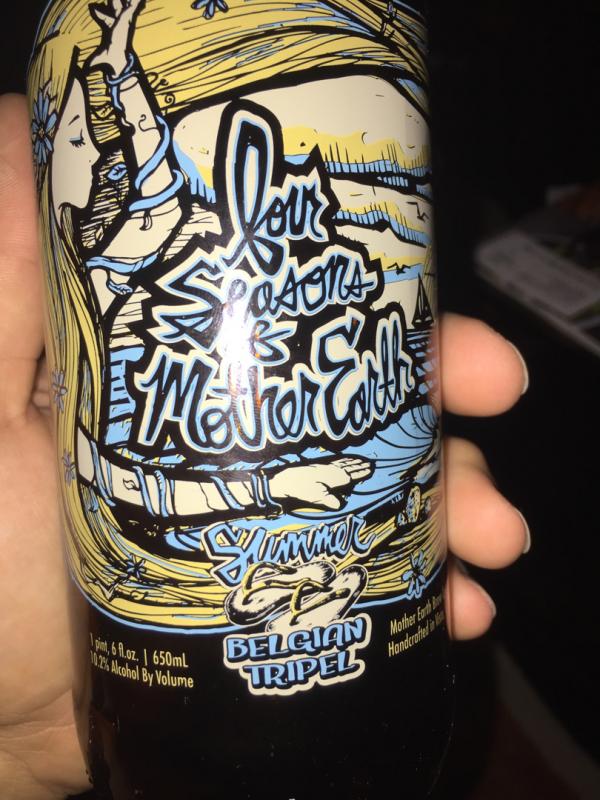 four
Seasons
of
Mother Earth
Summer
BELGIAN
TRIPEL
1 pint, 6 fl.oz. | 650mL
10.2% Alcohol By Volume
Mother Earth
Handcrafted in